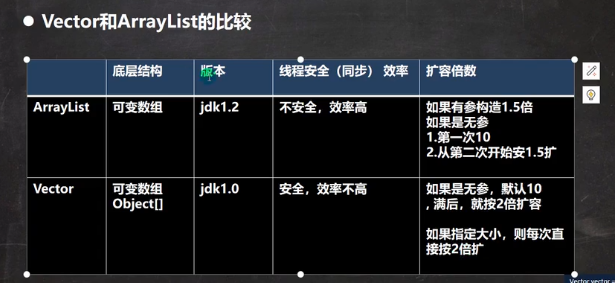 Vector和ArrayList的比较
底层结构 版本 线程安全（同步） 效率 扩容倍数
ArrayList 可变数组 jdk1.2 不安全，效率高 如果有参构造1.5倍
如果是无参
1.第一次10
2.从第二次开始安1.5扩
Vector 可变数组 jdk1.0 安全，效率不高 如果是无参，默认10
Object[] ，满后，就按2倍扩容
如果指定大小，则每次直
接按2倍扩
Vector vector